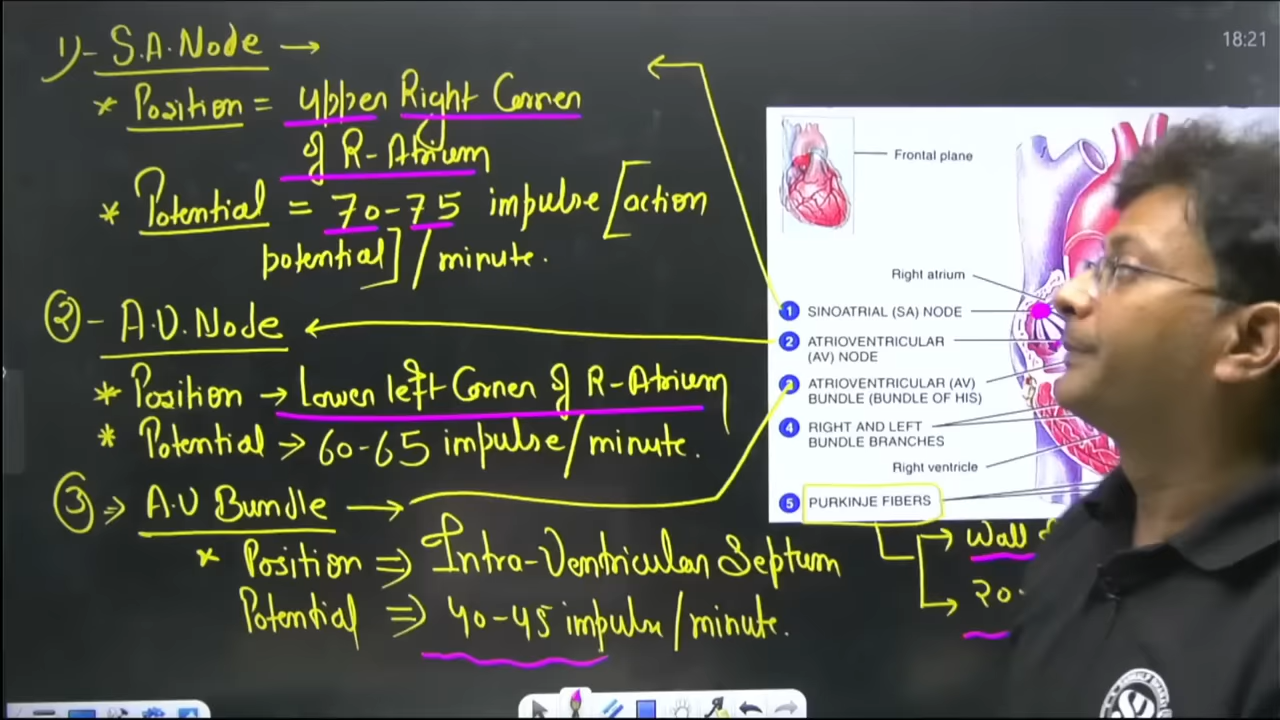 18:21
1)- S.A. Node →
* Position = Upper Right Corner
of R-Atrium
* Potential = 70-75 impulse/[action
potential]/minute.
② - A.V. Node
* Position → Lower left Corner of R-Atrium
* Potential → 60-65 impulse/minute.
③ ⇒ A.V Bundle →
* Position ⇒ Intra-Ventricular Septum
Potential ⇒ 40-45 impulse/minute.
Frontal plane
Right atrium
1 SINOATRIAL (SA) NODE
2 ATRIOVENTRICULAR
(AV) NODE
3 ATRIOVENTRICULAR (AV)
BUNDLE (BUNDLE OF HIS)
4 RIGHT AND LEFT
BUNDLE BRANCHES
Right ventricle
5 PURKINJE FIBERS
→ Wall
→ 20-